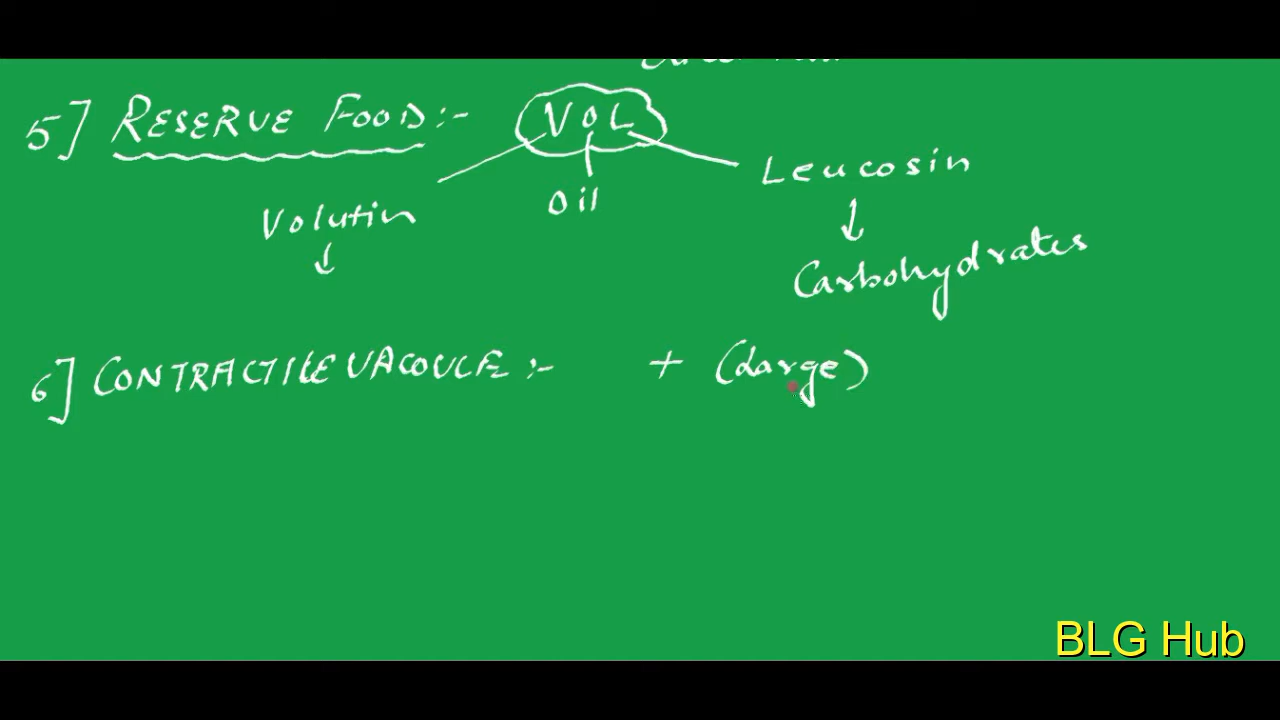 5] RESERVE FOOD:- VOL
Volutin Oil Leucosin
↓ ↓
Carbohydrates
6] CONTRACTILE VACOULE:- + (Large)
BLG Hub